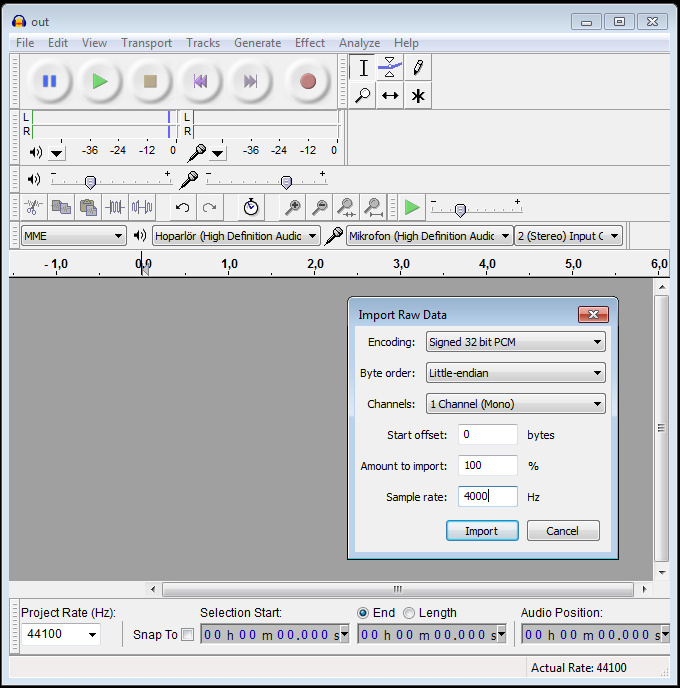 out
File Edit View Transport Tracks Generate Effect Analyze Help
L
R
-36 -24 -12 0
L
R
-36 -24 -12 0
- +
- +
- +
MME
Hoparlör (High Definition Audic
Mikrofon (High Definition Audic
2 (Stereo) Input C
- 1,0 0,0 1,0 2,0 3,0 4,0 5,0 6,0
Import Raw Data
Encoding: Signed 32 bit PCM
Byte order: Little-endian
Channels: 1 Channel (Mono)
Start offset: 0 bytes
Amount to import: 100 %
Sample rate: 4000 Hz
Import Cancel
Project Rate (Hz): Selection Start: End Length Audio Position:
44100 Snap To 00 h 00 m 00.000 s 00 h 00 m 00.000 s 00 h 00 m 00.000 s
Actual Rate: 44100